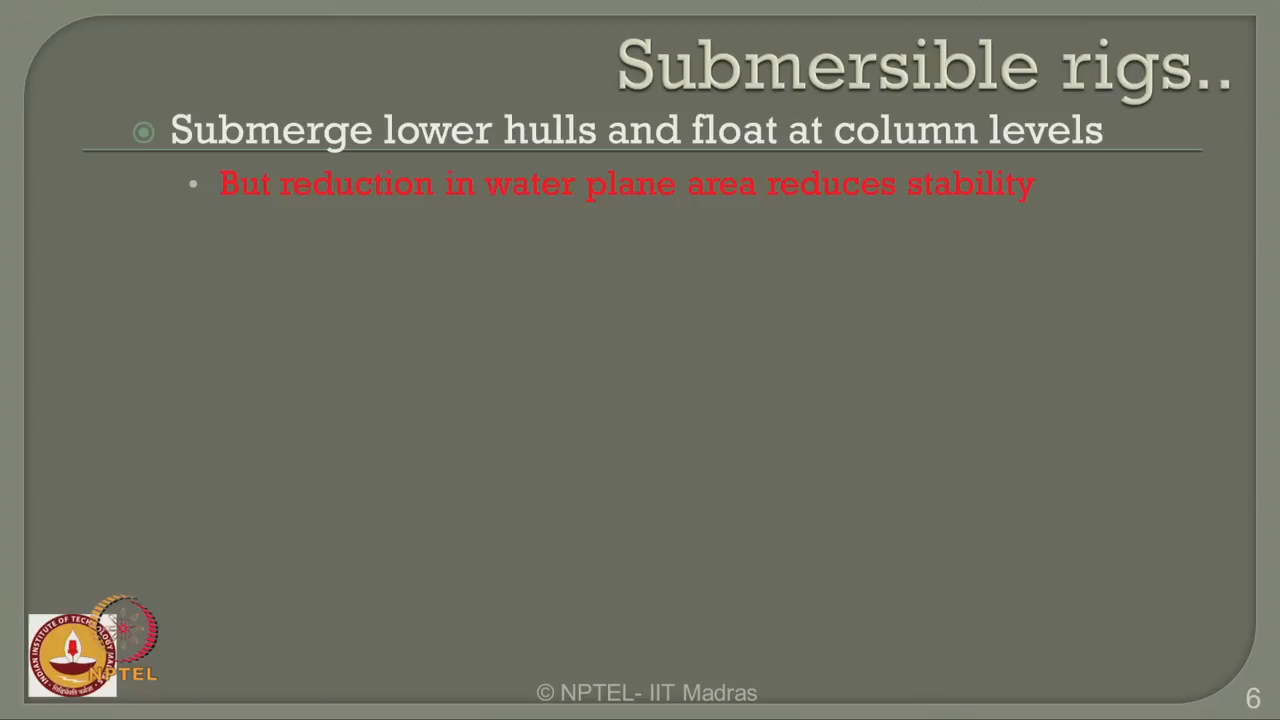 Submersible rigs..
Submerge lower hulls and float at column levels
But reduction in water plane area reduces stability
NPTEL
© NPTEL- IIT Madras
6